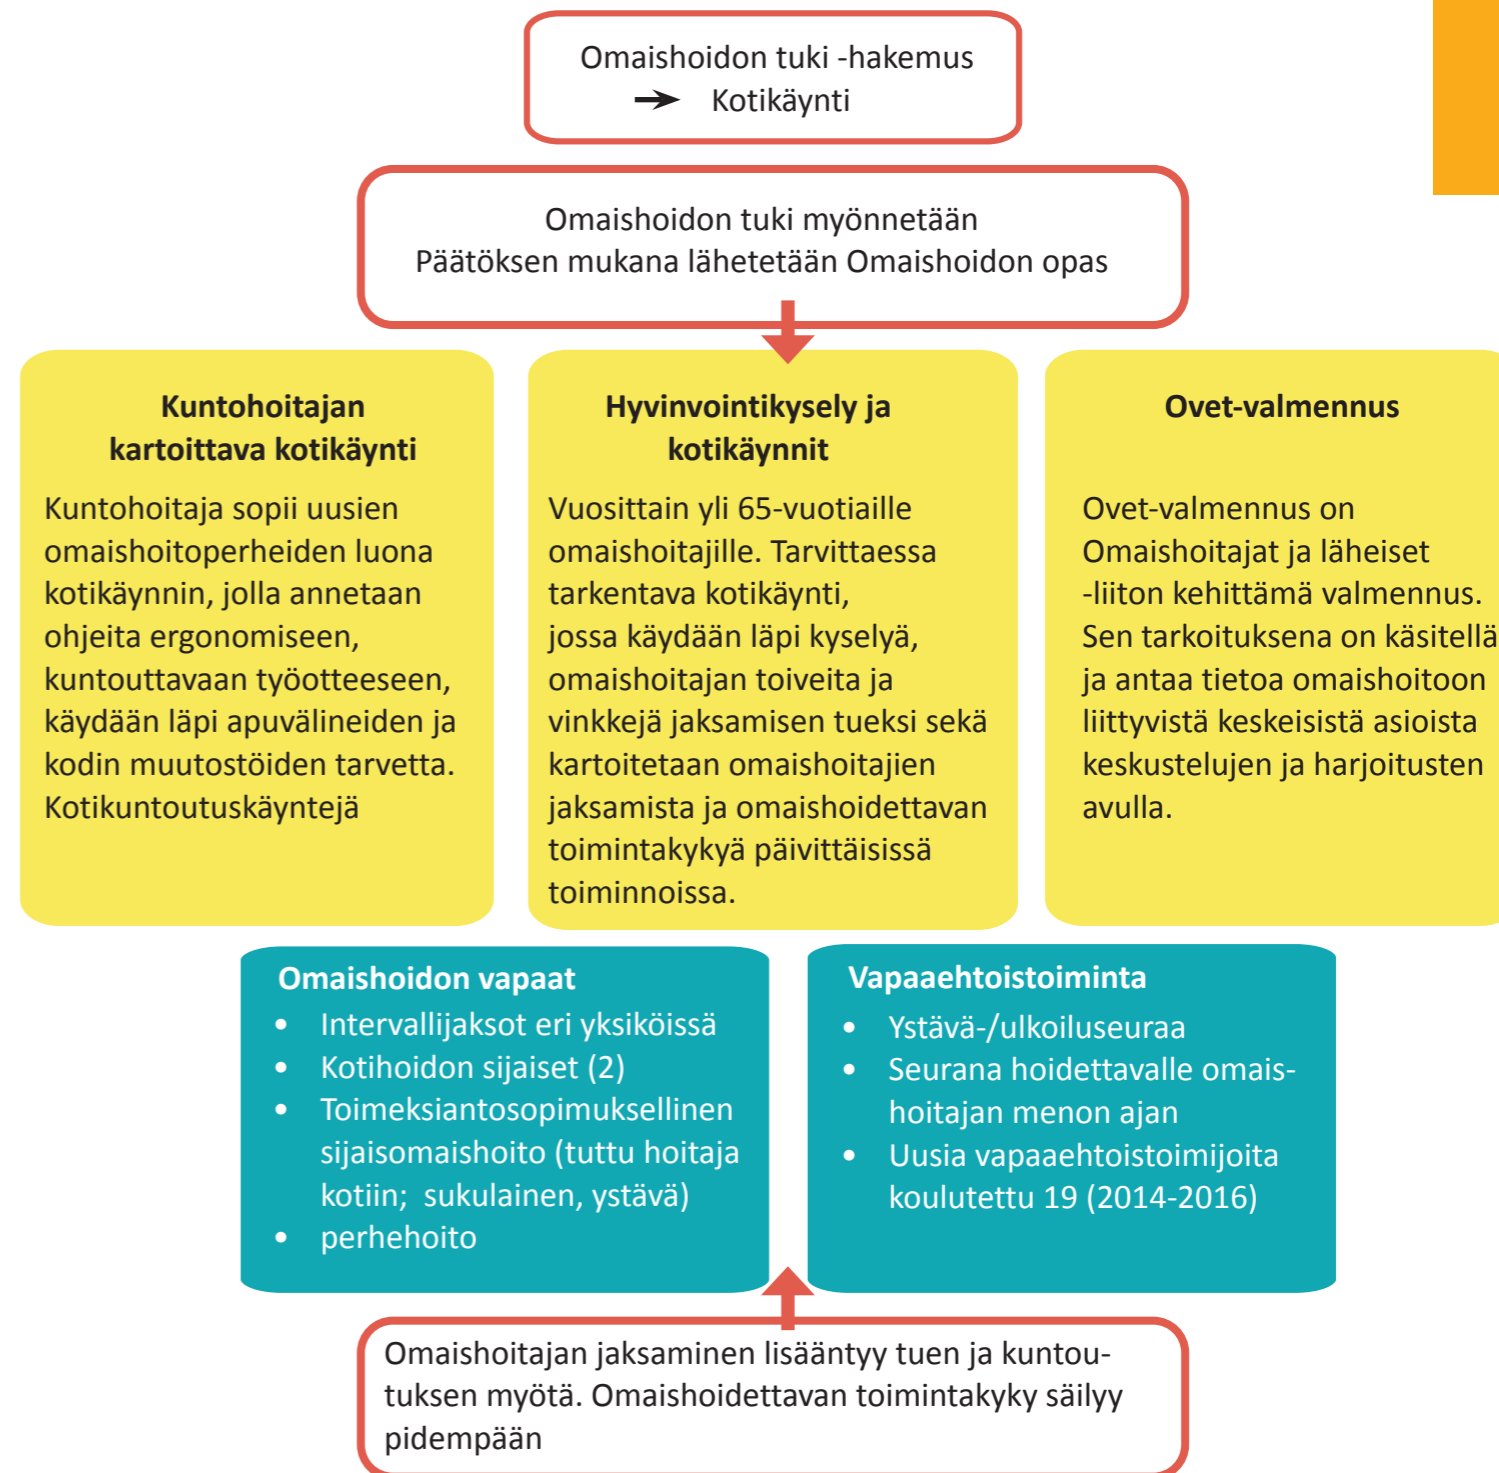 Omaishoidon tuki -hakemus
→ Kotikäynti
Omaishoidon tuki myönnetään
Päätöksen mukana lähetetään Omaishoidon opas
Kuntohoitajan
kartoittava kotikäynti
Kuntohoitaja sopii uusien
omaishoitoperheiden luona
kotikäynnin, jolla annetaan
ohjeita ergonomiseen,
kuntouttavaan työotteeseen,
käydään läpi apuvälineiden ja
kodin muutostöiden tarvetta.
Kotikuntoutuskäyntejä
Hyvinvointikysely ja
kotikäynnit
Vuosittain yli 65-vuotiaille
omaishoitajille. Tarvittaessa
tarkentava kotikäynti,
jossa käydään läpi kyselyä,
omaishoitajan toiveita ja
vinkkejä jaksamisen tueksi sekä
kartoitetaan omaishoitajien
jaksamista ja omaishoidettavan
toimintakykyä päivittäisissä
toiminnoissa.
Ovet-valmennus
Ovet-valmennus on
Omaishoitajat ja läheiset
-liiton kehittämä valmennus.
Sen tarkoituksena on käsitellä
ja antaa tietoa omaishoitoon
liittyvistä keskeisistä asioista
keskustelujen ja harjoitusten
avulla.
Omaishoidon vapaat
• Intervallijaksot eri yksiköissä
• Kotihoidon sijaiset (2)
• Toimeksiantosopimuksellinen
sijaisomaishoito (tuttu hoitaja
kotiin; sukulainen, ystävä)
• perhehoito
Vapaaehtoistoiminta
• Ystävä-/ulkoiluseuraa
• Seurana hoidettavalle omais-
hoitajan menon ajan
• Uusia vapaaehtoistoimijoita
koulutettu 19 (2014-2016)
Omaishoitajan jaksaminen lisääntyy tuen ja kuntou-
tuksen myötä. Omaishoidettavan toimintakyky säilyy
pidempään